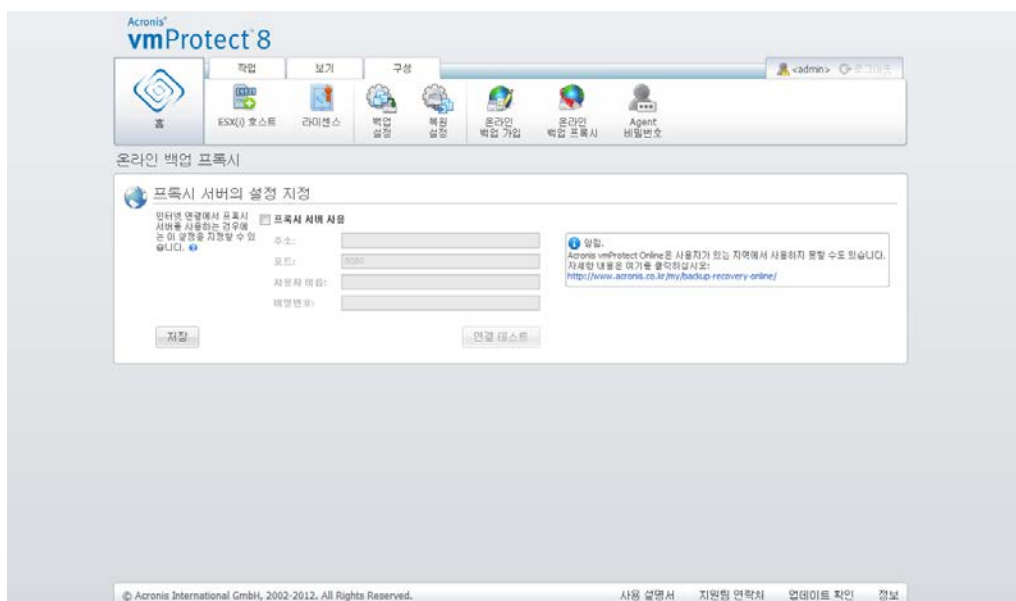 Acronis®
vmProtect 8
작업 보기 구성
<admin> 로그아웃
홈
ESX(i) 호스트
라이센스
백업
설정
복원
설정
온라인
백업 가입
온라인
백업 프록시
Agent
비밀번호
온라인 백업 프록시
프록시 서버의 설정 지정
인터넷 연결에서 프록시
서버를 사용하는 경우에
는 이 설정을 지정할 수 있
습니다.
프록시 서버 사용
주소:
포트: 8080
사용자 이름:
비밀번호:
알림.
Acronis vmProtect Online은 사용자가 있는 지역에서 사용하지 못할 수도 있습니다.
자세한 내용은 여기를 클릭하십시오:
http://www.acronis.co.kr/my/backup-recovery-online/
저장
연결 테스트
© Acronis International GmbH, 2002-2012. All Rights Reserved.
사용 설명서 지원팀 연락처 업데이트 확인 정보